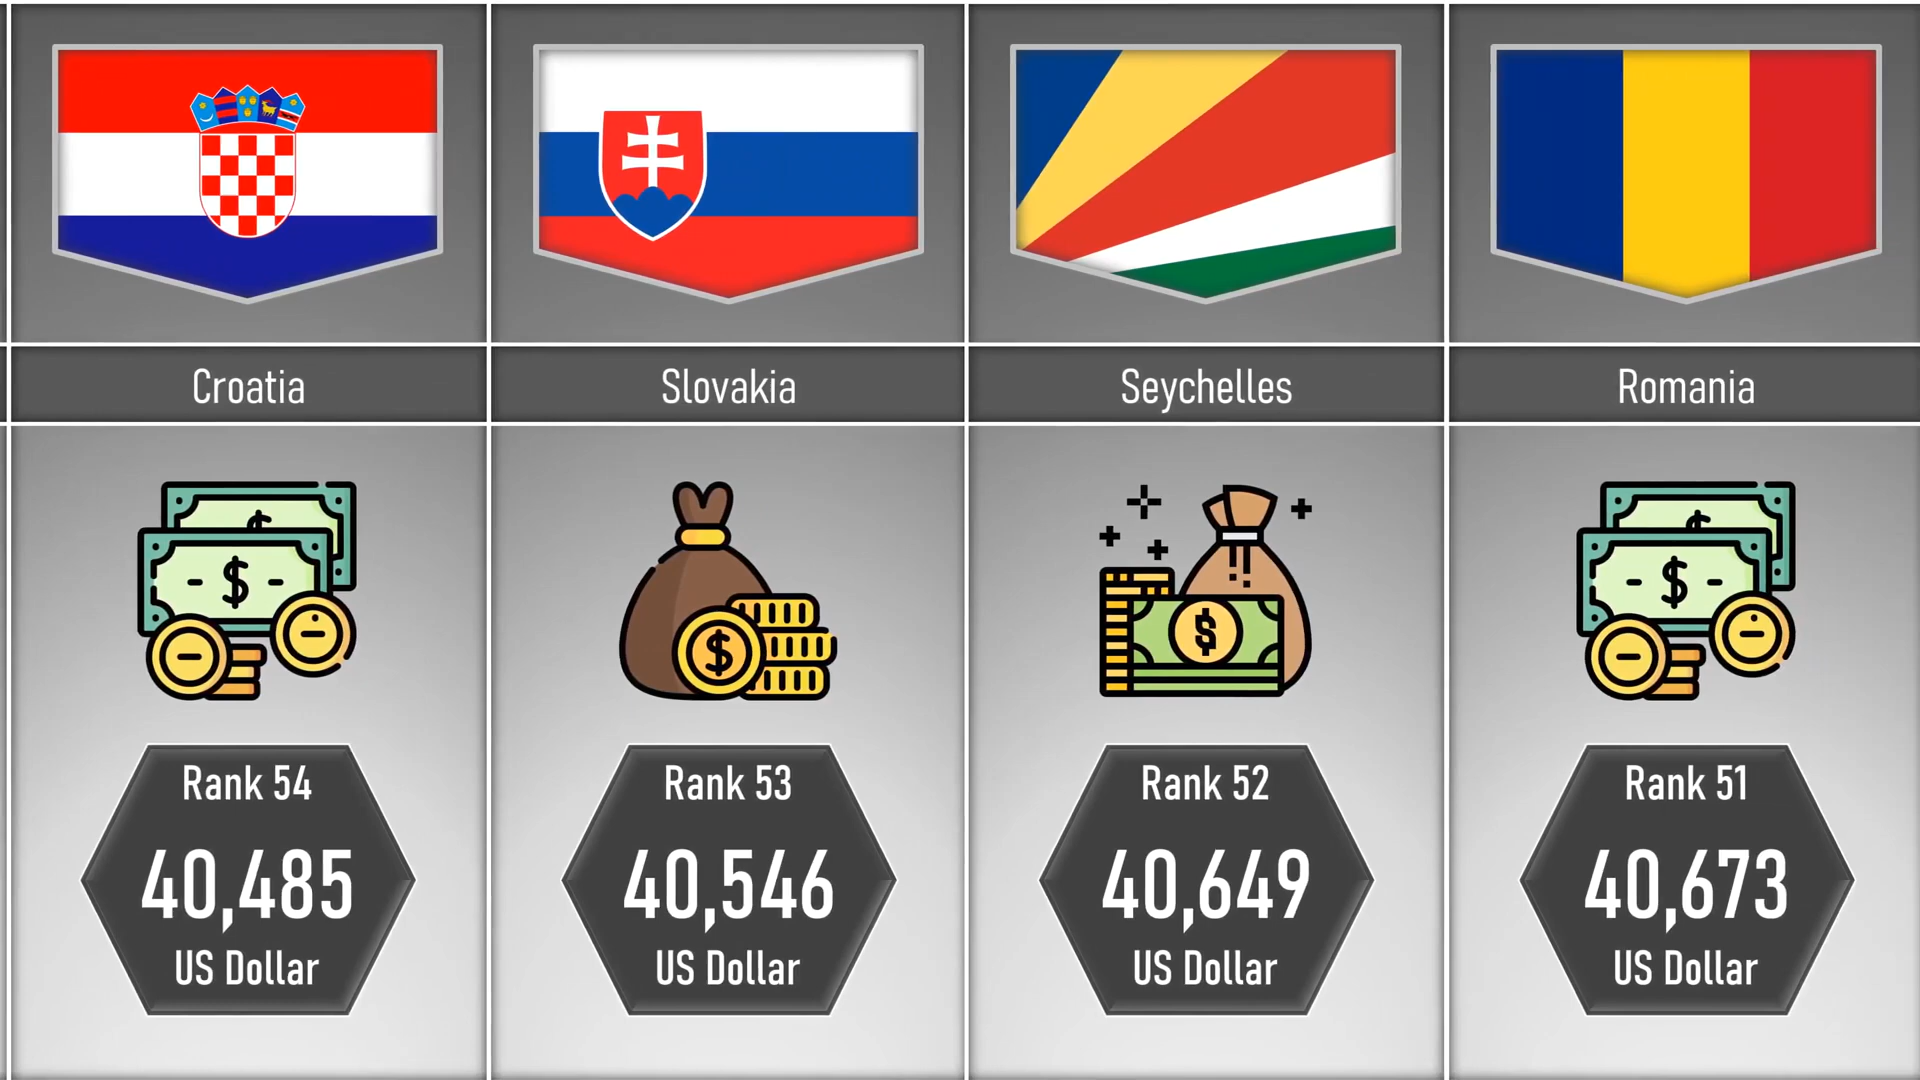 Croatia
Slovakia
Seychelles
Romania
$
$
$
$
$
$
Rank 54
40,485
US Dollar
Rank 53
40,546
US Dollar
Rank 52
40,649
US Dollar
Rank 51
40,673
US Dollar